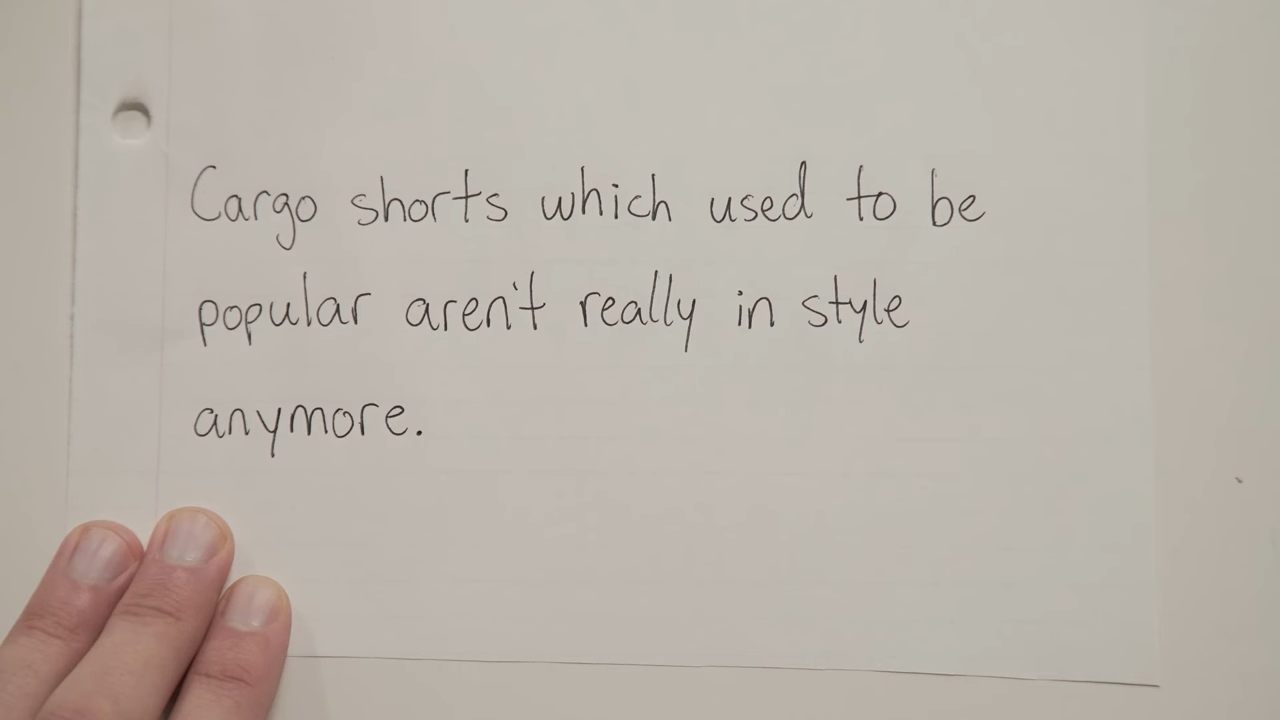 Cargo shorts which used to be
popular aren't really in style
anymore.